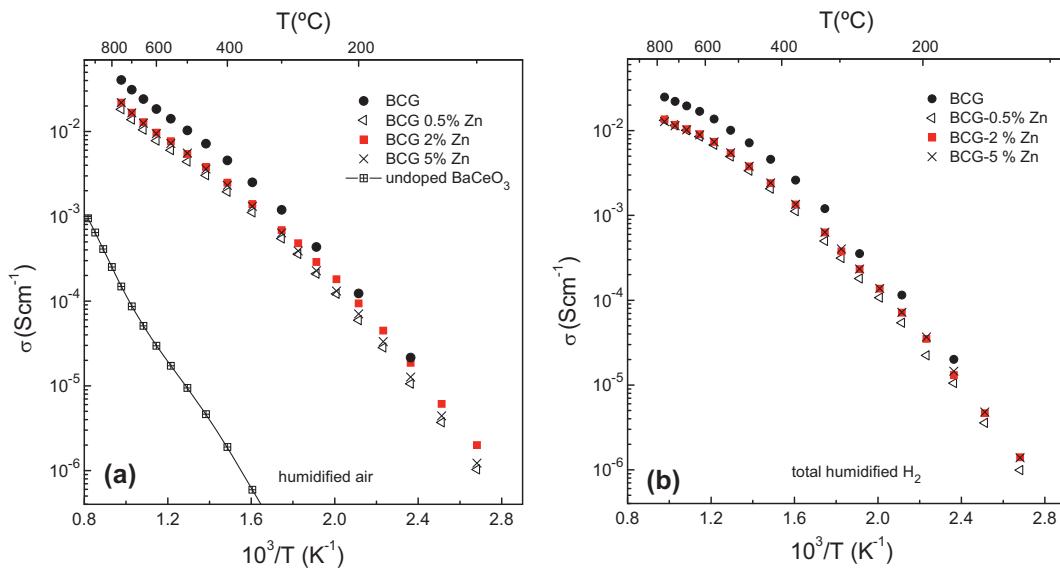 T(ºC)
800 600 400 200
10⁻²
10⁻³
10⁻⁴
10⁻⁵
10⁻⁶
σ (Scm⁻¹)
BCG
BCG 0.5% Zn
BCG 2% Zn
BCG 5% Zn
undoped BaCeO₃
(a)
humidified air
0.8 1.2 1.6 2.0 2.4 2.8
10³/T (K⁻¹)
T(ºC)
800 600 400 200
10⁻²
10⁻³
10⁻⁴
10⁻⁵
10⁻⁶
σ (Scm⁻¹)
BCG
BCG-0.5% Zn
BCG-2 % Zn
BCG-5 % Zn
(b)
total humidified H₂
0.8 1.2 1.6 2.0 2.4 2.8
10³/T (K⁻¹)